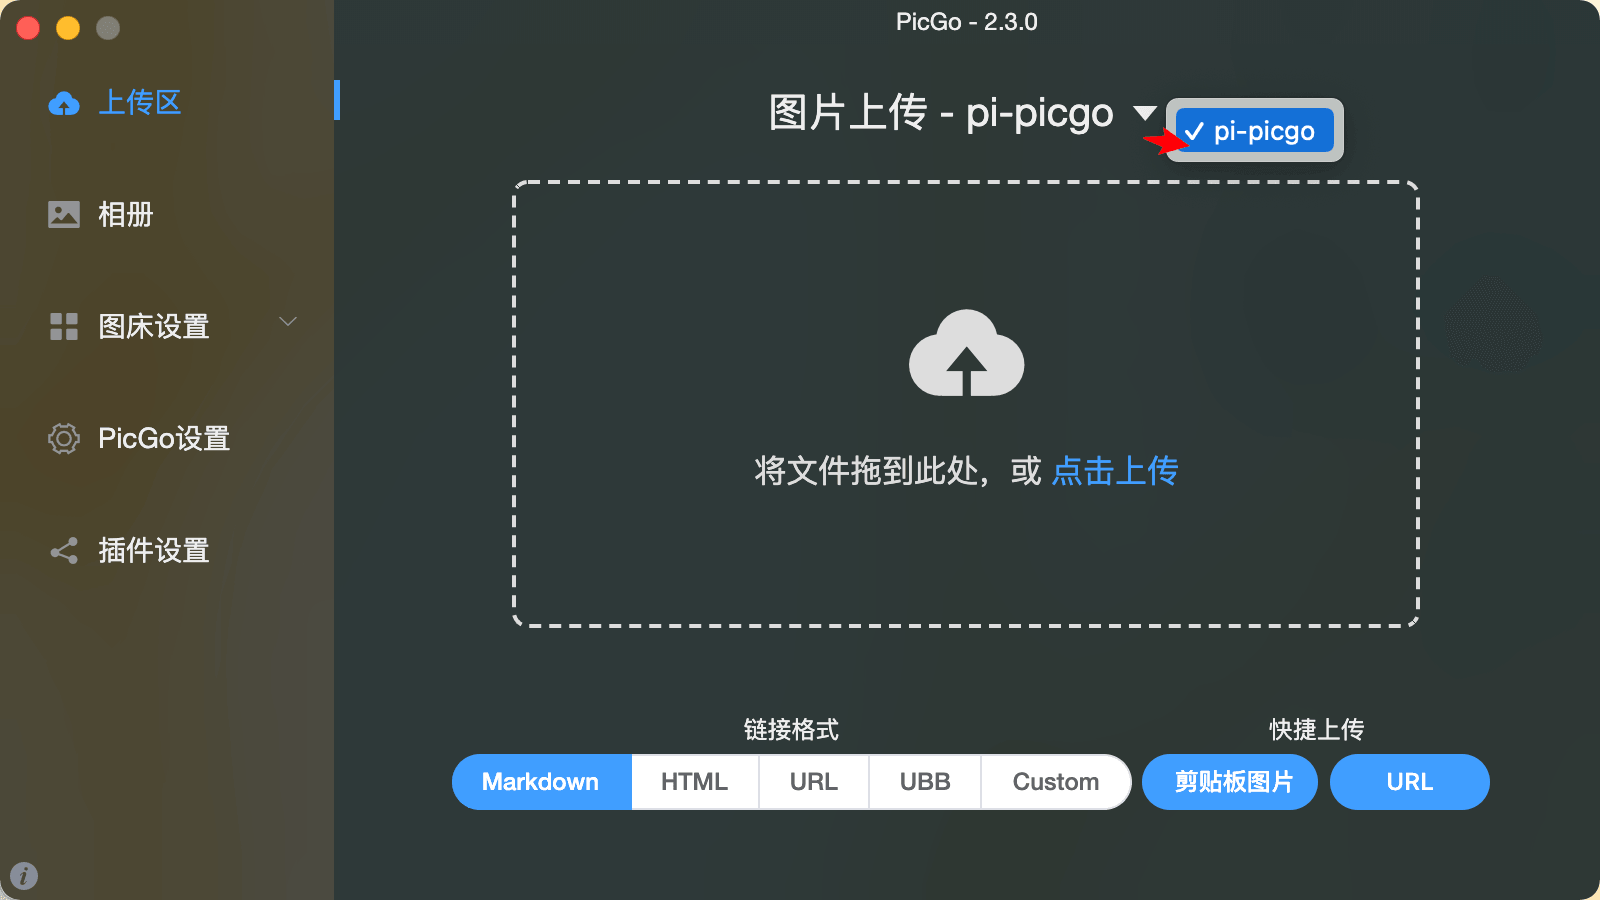 PicGo - 2.3.0
上传区
相册
图床设置
PicGo设置
插件设置
图片上传 - pi-picgo
✓ pi-picgo
将文件拖到此处，或 点击上传
链接格式
Markdown HTML URL UBB Custom
快捷上传
剪贴板图片 URL
i